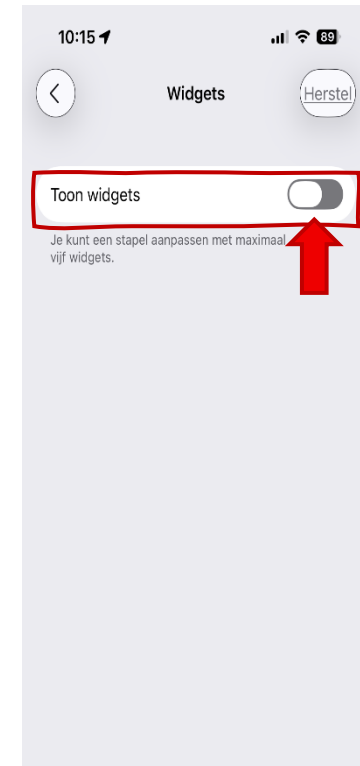 10:15
89
Widgets
Herstel
Toon widgets
Je kunt een stapel aanpassen met maximaal
vijf widgets.